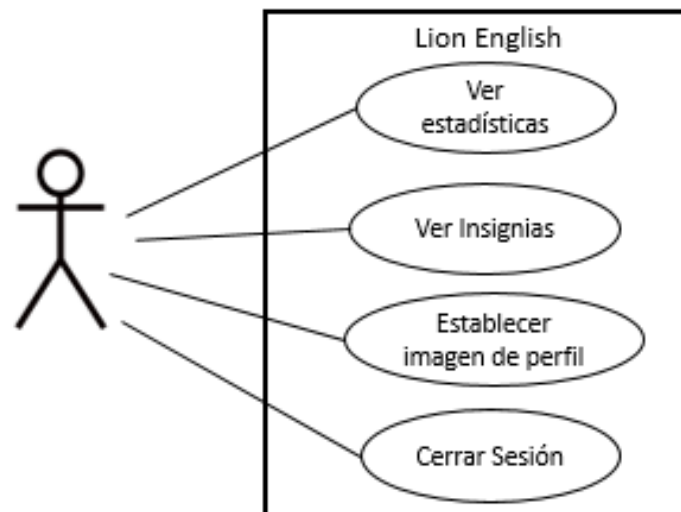 Lion English
Ver
estadísticas
Ver Insignias
Establecer
imagen de perfil
Cerrar Sesión